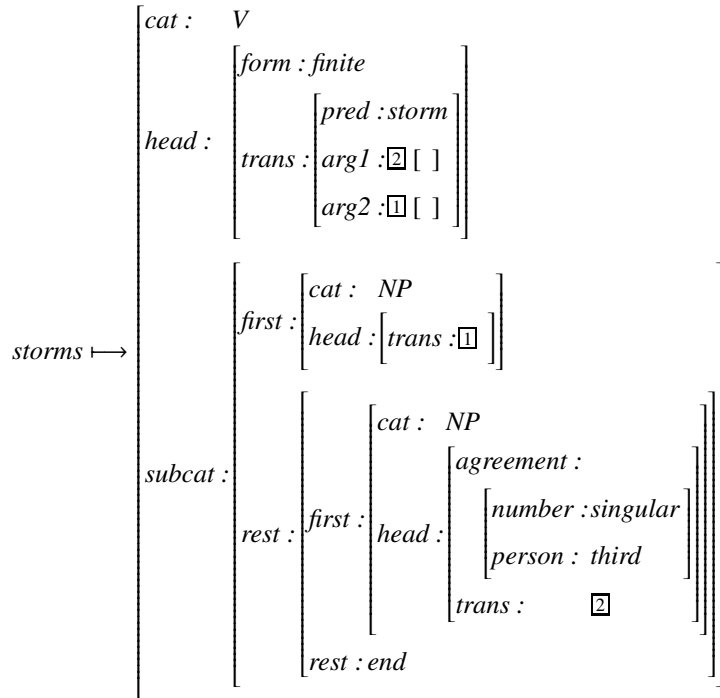 cat : V
form : finite
pred : storm
head :
trans : arg1 : 2 [ ]
arg2 : 1 [ ]
cat : NP
first :
head : [trans : 1 ]
storms ⟼
cat : NP
agreement :
subcat :
number : singular
rest : first : head :
person : third
trans : 2
rest : end